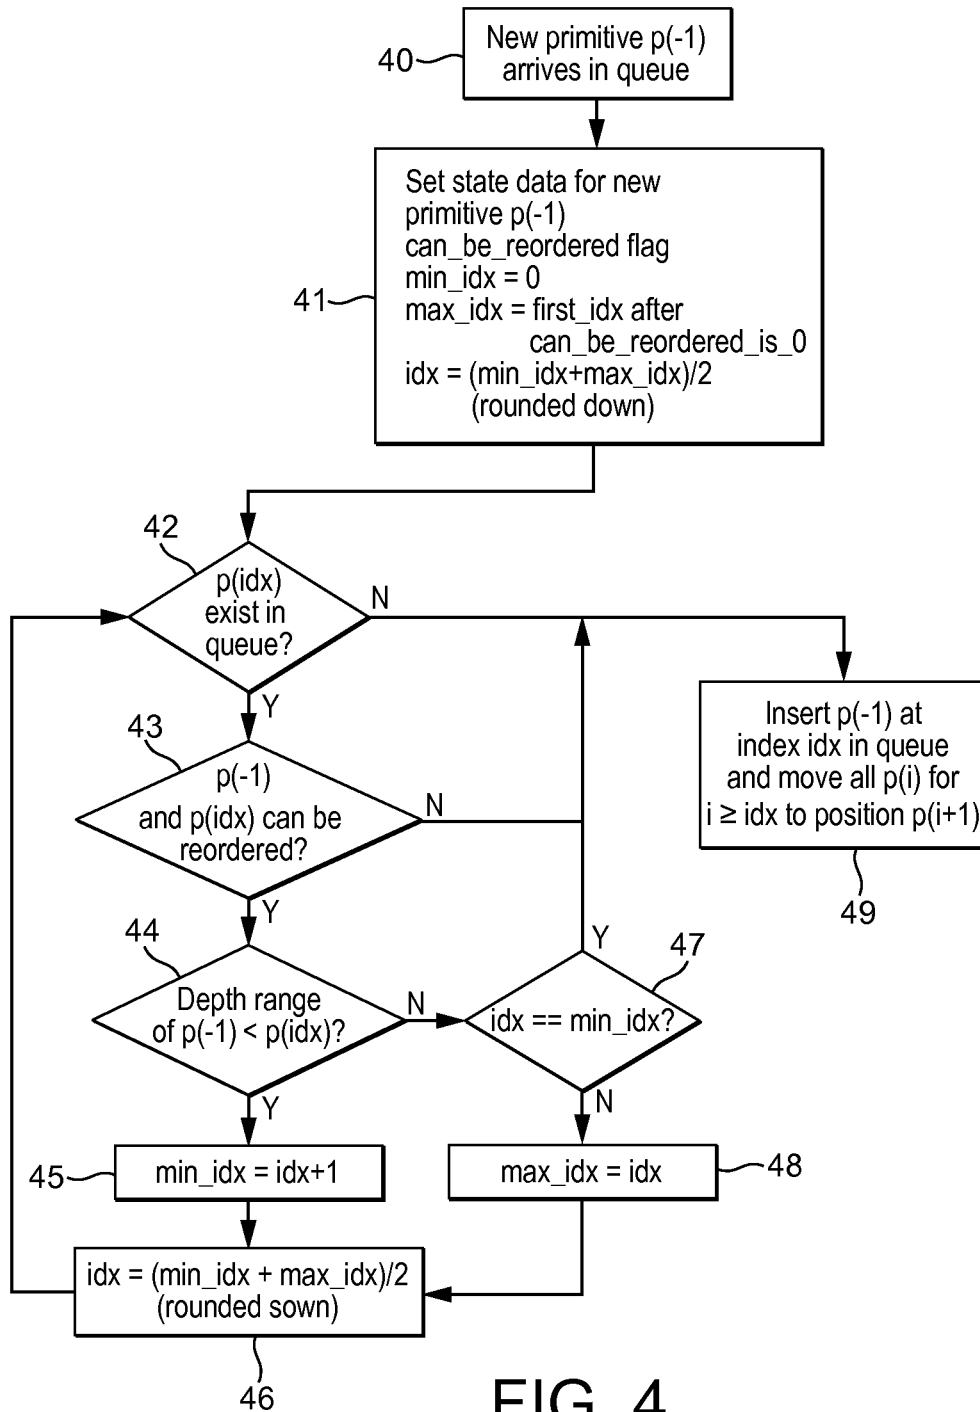 New primitive p(-1)
arrives in queue
40
Set state data for new
primitive p(-1)
can_be_reordered flag
min_idx = 0
max_idx = first_idx after
can_be_reordered_is_0
idx = (min_idx+max_idx)/2
(rounded down)
41
42
p(idx)
exist in
queue?
N
Y
43
p(-1)
and p(idx) can be
reordered?
N
Y
Insert p(-1) at
index idx in queue
and move all p(i) for
i ≥ idx to position p(i+1)
49
44
Depth range
of p(-1) < p(idx)?
N
Y
47
idx == min_idx?
Y
N
45
min_idx = idx+1
max_idx = idx
48
idx = (min_idx + max_idx)/2
(rounded sown)
46
FIG. 4